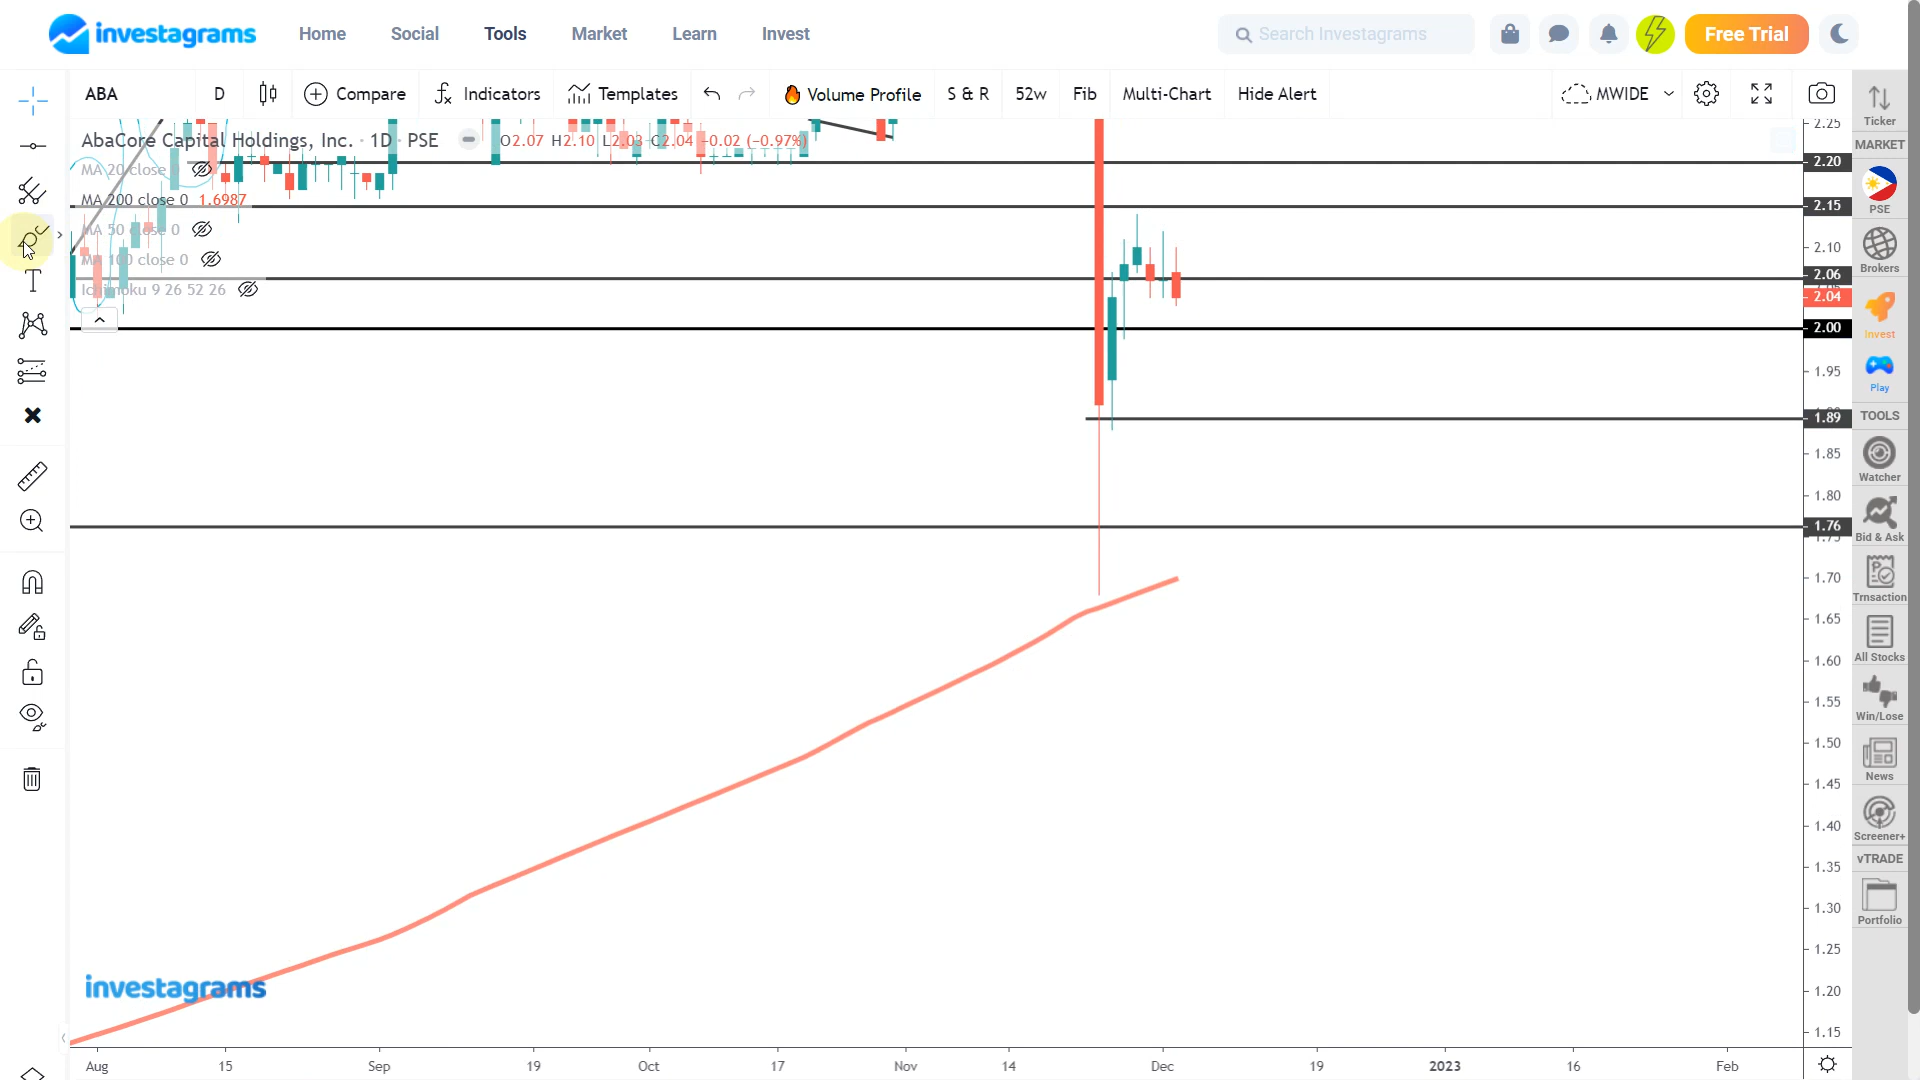 investagrams
Home Social Tools Market Learn Invest
Search Investagrams
Free Trial
ABA D Compare Indicators Templates Volume Profile S & R 52w Fib Multi-Chart Hide Alert MWIDE
AbaCore Capital Holdings, Inc. · 1D · PSE O2.07 H2.10 L2.03 C2.04 −0.02 (−0.97%)
MA 20 close 0
MA 200 close 0 1.6987
MA 50 close 0
MA 100 close 0
Ichimoku 9 26 52 26
T
2.25
2.20
2.15
2.10
2.06
2.04
2.00
1.95
1.89
1.85
1.80
1.76
1.75
1.70
1.65
1.60
1.55
1.50
1.45
1.40
1.35
1.30
1.25
1.20
1.15
investagrams
Aug 15 Sep 19 Oct 17 Nov 14 Dec 19 2023 16 Feb
Ticker
MARKET
PSE
Brokers
Invest
Play
TOOLS
Watcher
Bid & Ask
Trnsaction
All Stocks
Win/Lose
News
Screener+
vTRADE
Portfolio